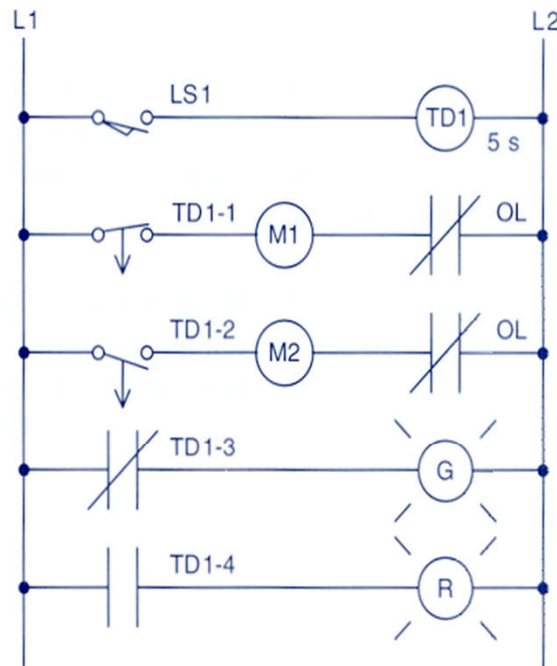 L1 L2
LS1
TD1
5 s
TD1-1
M1
OL
TD1-2
M2
OL
TD1-3
G
TD1-4
R